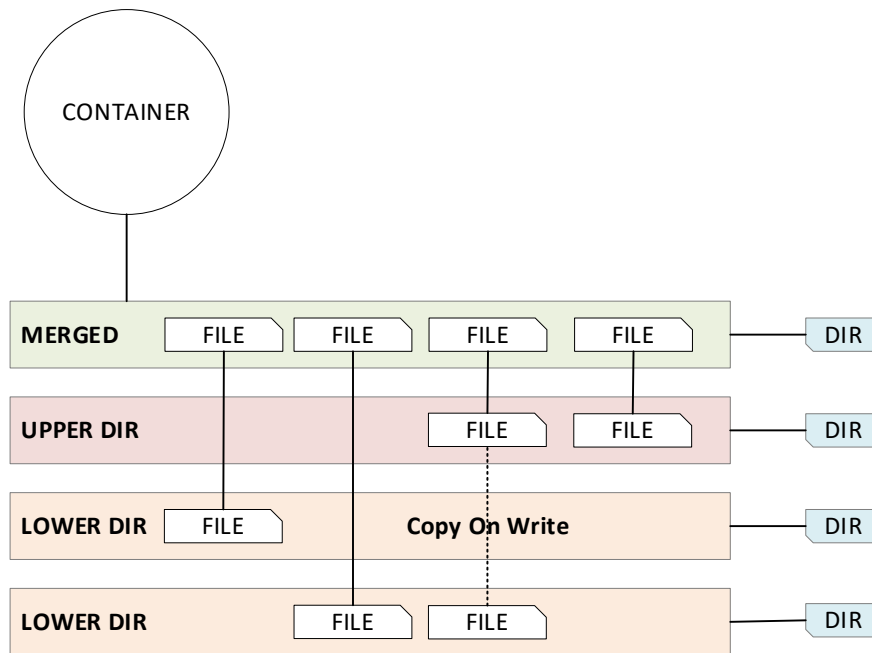 CONTAINER
MERGED FILE FILE FILE FILE DIR
UPPER DIR FILE FILE DIR
LOWER DIR FILE Copy On Write DIR
LOWER DIR FILE FILE DIR